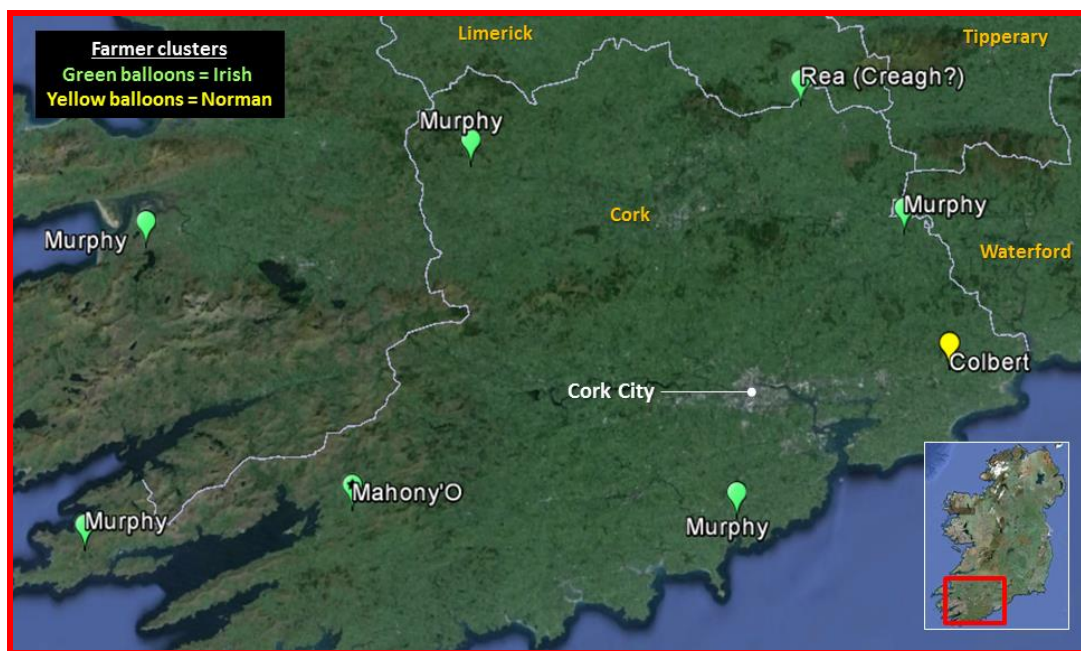 Farmer clusters
Green balloons = Irish
Yellow balloons = Norman
Limerick
Tipperary
Rea (Creagh?)
Murphy
Cork
Murphy
Murphy
Waterford
Colbert
Cork City
Mahony'O
Murphy
Murphy